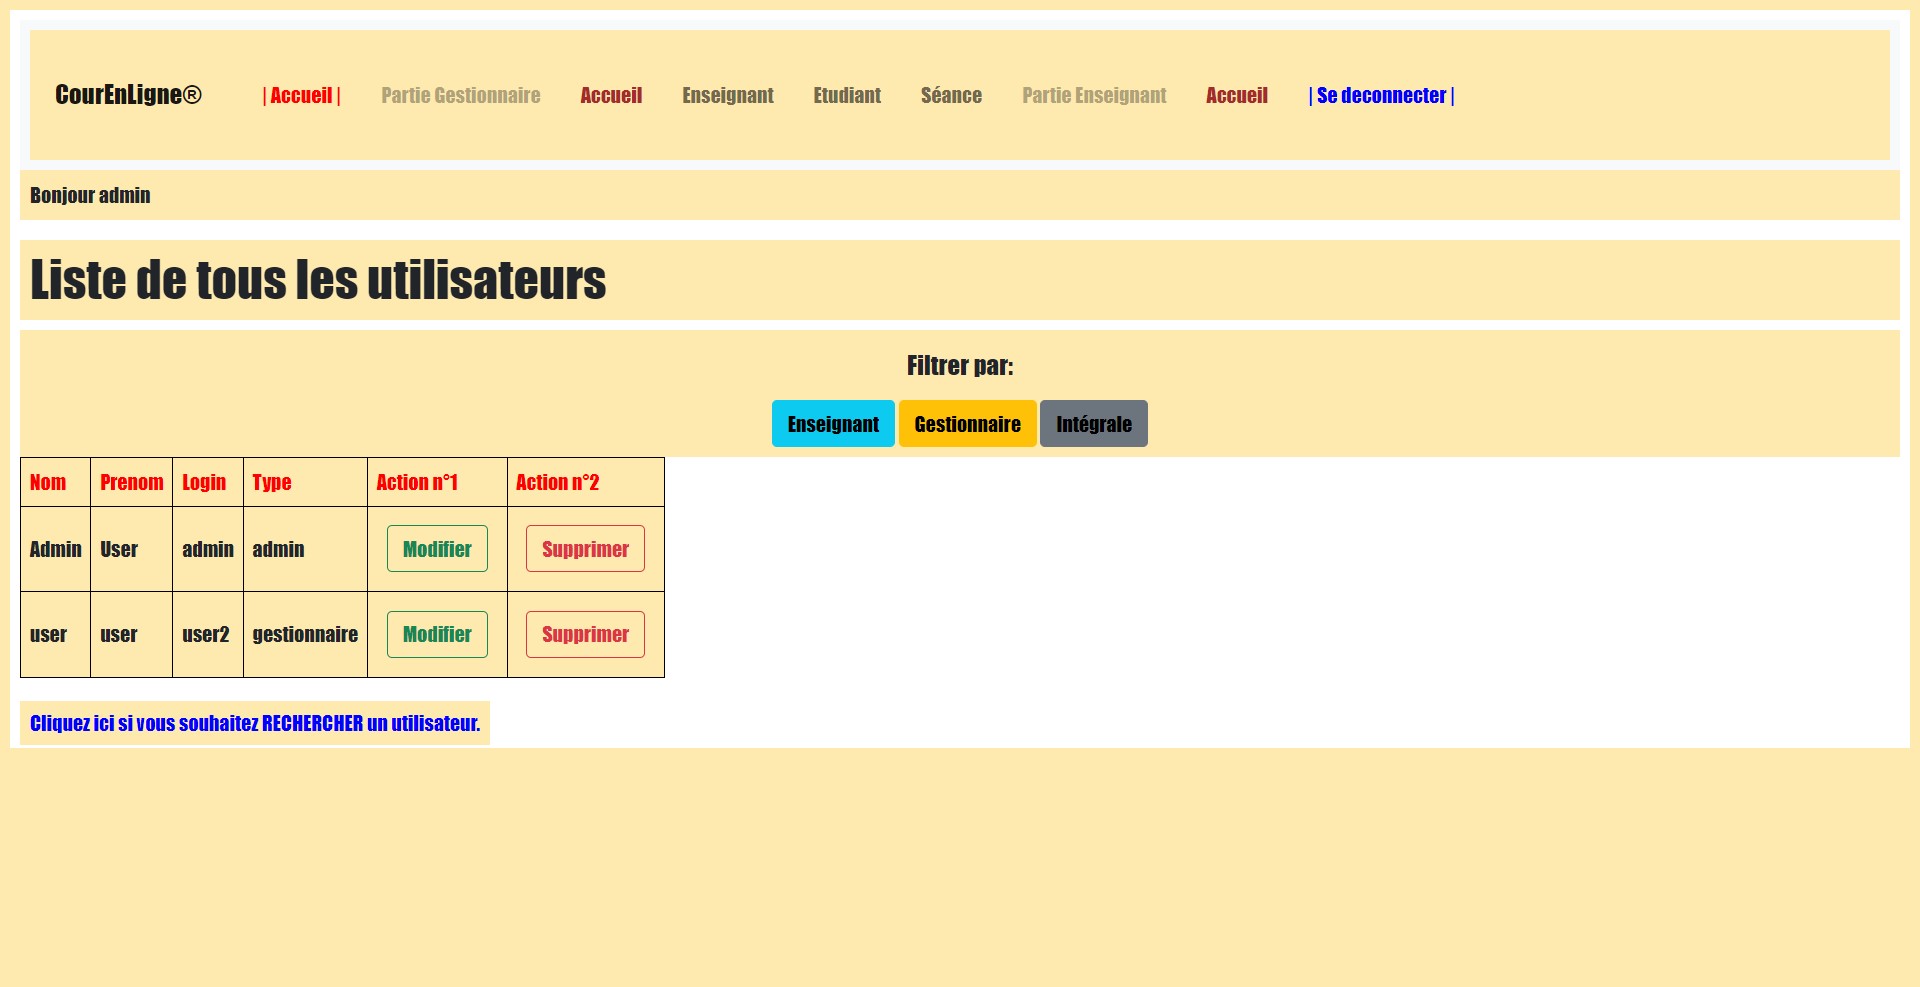 CourEnLigne® | Accueil | Partie Gestionnaire Accueil Enseignant Etudiant Séance Partie Enseignant Accueil | Se deconnecter |
Bonjour admin
Liste de tous les utilisateurs
Filtrer par:
Enseignant Gestionnaire Intégrale
Nom Prenom Login Type Action n°1 Action n°2
Admin User admin admin Modifier Supprimer
user user user2 gestionnaire Modifier Supprimer
Cliquez ici si vous souhaitez RECHERCHER un utilisateur.